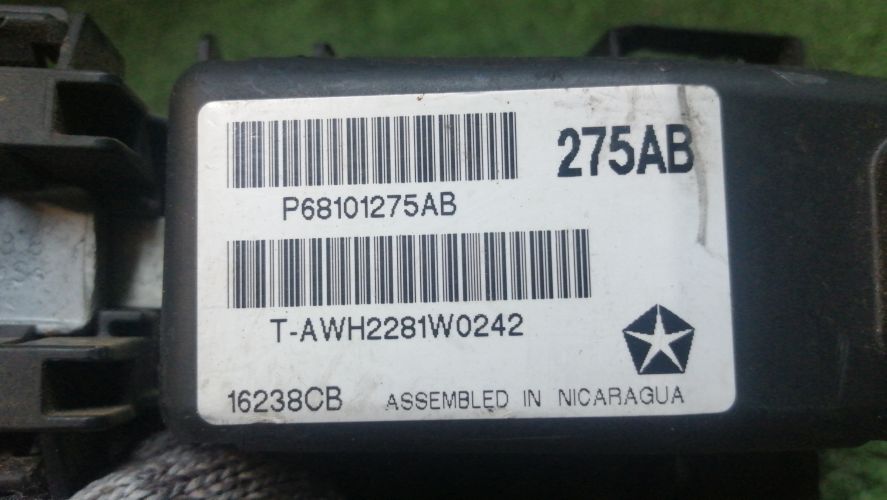 275AB
P68101275AB
T-AWH2281W0242
16238CB ASSEMBLED IN NICARAGUA